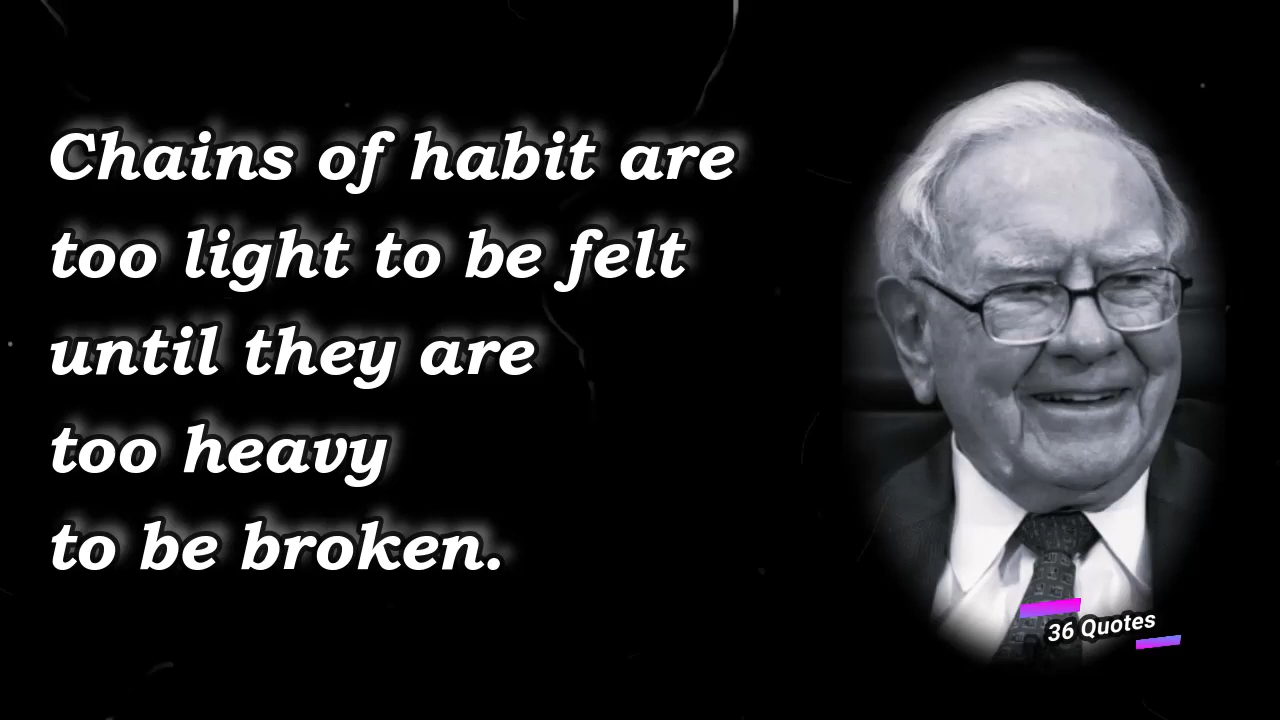 Chains of habit are
too light to be felt
until they are
too heavy
to be broken.
36 Quotes